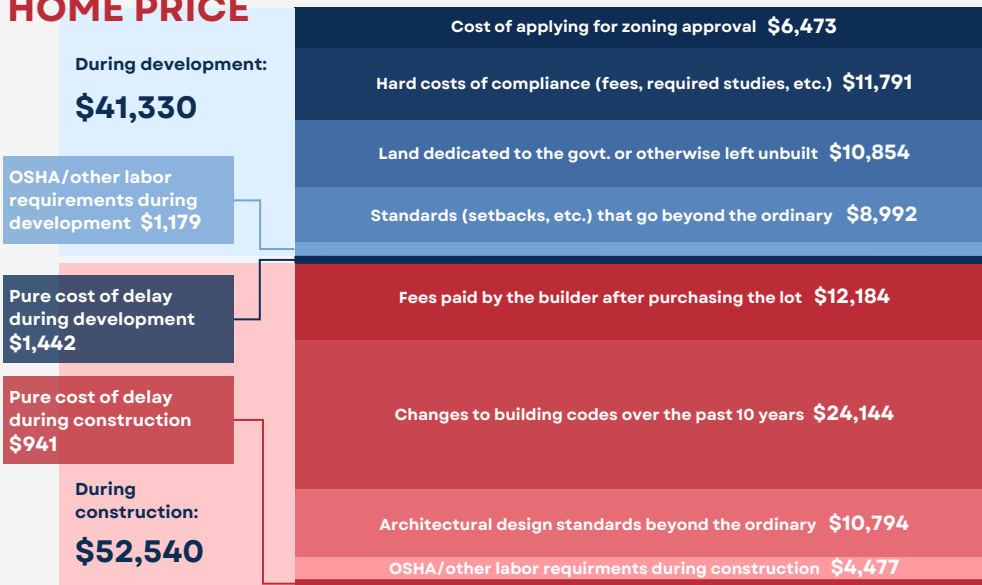 HOME PRICE
During development:
$41,330
Cost of applying for zoning approval $6,473
Hard costs of compliance (fees, required studies, etc.) $11,791
Land dedicated to the govt. or otherwise left unbuilt $10,854
Standards (setbacks, etc.) that go beyond the ordinary $8,992
OSHA/other labor
requirements during
development $1,179
Pure cost of delay
during development
$1,442
Fees paid by the builder after purchasing the lot $12,184
Changes to building codes over the past 10 years $24,144
Pure cost of delay
during construction
$941
During
construction:
$52,540
Architectural design standards beyond the ordinary $10,794
OSHA/other labor requirments during construction $4,477